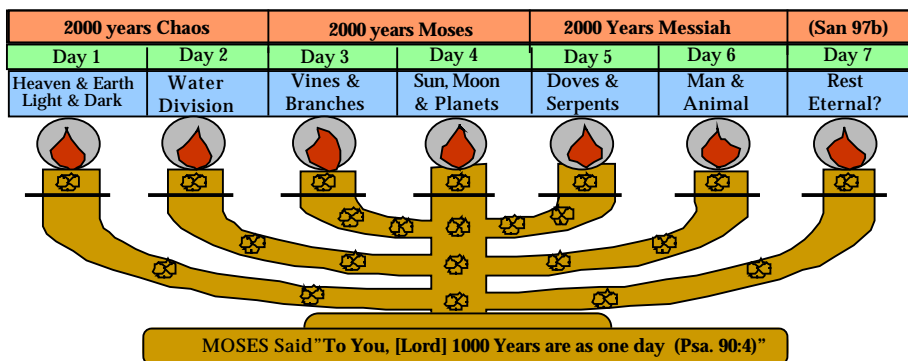 2000 years Chaos 2000 years Moses 2000 Years Messiah (San 97b)
Day 1 Day 2 Day 3 Day 4 Day 5 Day 6 Day 7
Heaven & Earth Water Vines & Sun, Moon Doves & Man & Rest
Light & Dark Division Branches & Planets Serpents Animal Eternal?
MOSES Said "To You, [Lord] 1000 Years are as one day (Psa. 90:4)"